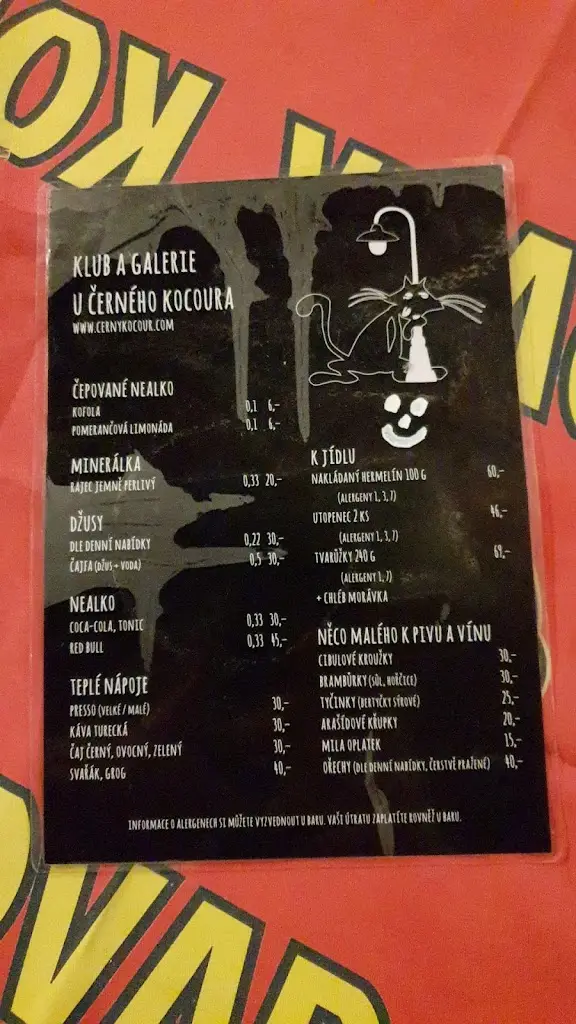 KLUB A GALERIE
U ČERNÉHO KOCOURA
WWW.CERNYKOCOUR.COM
ČEPOVANÉ NEALKO
KOFOLA 0,1 6,-
POMERANČOVÁ LIMONÁDA 0,1 6,-
MINERÁLKA
RAJEC JEMNĚ PERLIVÝ 0,33 20,-
DŽUSY
DLE DENNÍ NABÍDKY 0,22 30,-
ČAJFA (DŽUS + VODA) 0,5 30,-
NEALKO
COCA-COLA, TONIC 0,33 30,-
RED BULL 0,33 45,-
TEPLÉ NÁPOJE
PRESSO (VELKÉ / MALÉ) 30,-
KÁVA TURECKÁ 30,-
ČAJ ČERNÝ, OVOCNÝ, ZELENÝ 30,-
SVAŘÁK, GROG 40,-
K JÍDLU
NAKLÁDANÝ HERMELÍN 100 G 60,-
(ALERGENY 1, 3, 7)
UTOPENEC 2 KS 46,-
(ALERGENY 1, 3, 7)
TVARŮŽKY 240 G 69,-
(ALERGENY 1, 7)
+ CHLÉB MORÁVKA
NĚCO MALÉHO K PIVU A VÍNU
CIBULOVÉ KROUŽKY 30,-
BRAMBŮRKY (SŮL, HOŘČICE) 30,-
TYČINKY (BERTYČKY SÝROVÉ) 25,-
ARAŠÍDOVÉ KŘUPKY 20,-
MILA OPLATEK 15,-
OŘECHY (DLE DENNÍ NABÍDKY, ČERSTVĚ PRAŽENÉ) 40,-
INFORMACE O ALERGENECH SI MŮŽETE VYZVEDNOUT U BARU. VAŠI ÚTRATU ZAPLATÍTE ROVNĚŽ U BARU.